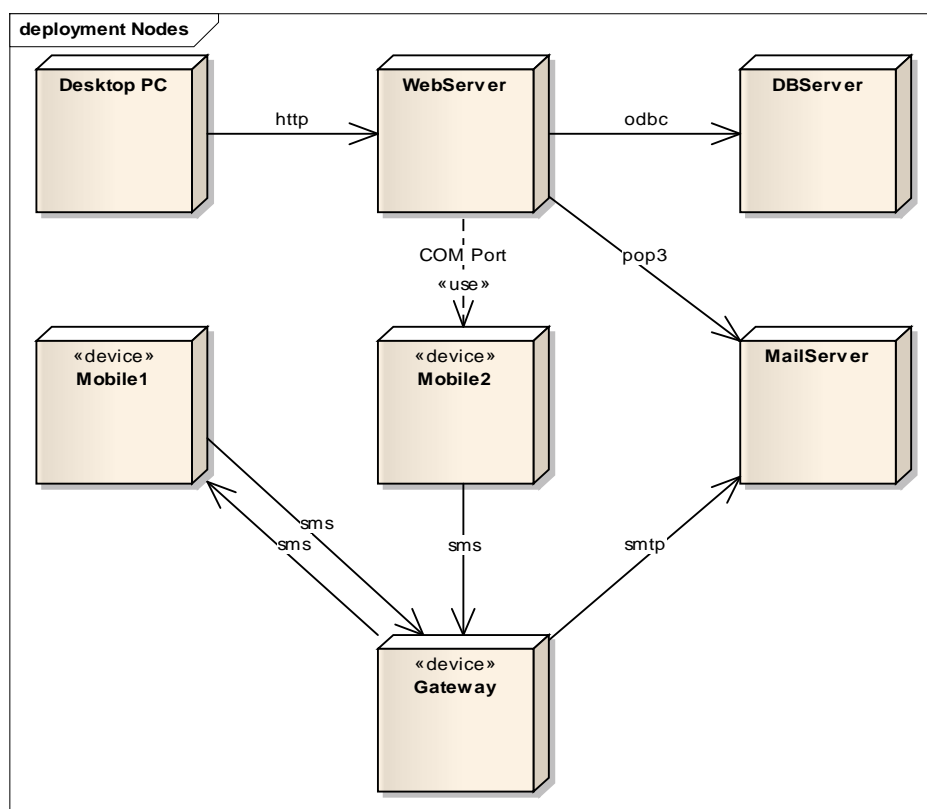 deployment Nodes
Desktop PC
WebServer
DBServer
http
odbc
COM Port
«use»
pop3
«device»
Mobile1
«device»
Mobile2
MailServer
sms
sms
sms
smtp
«device»
Gateway